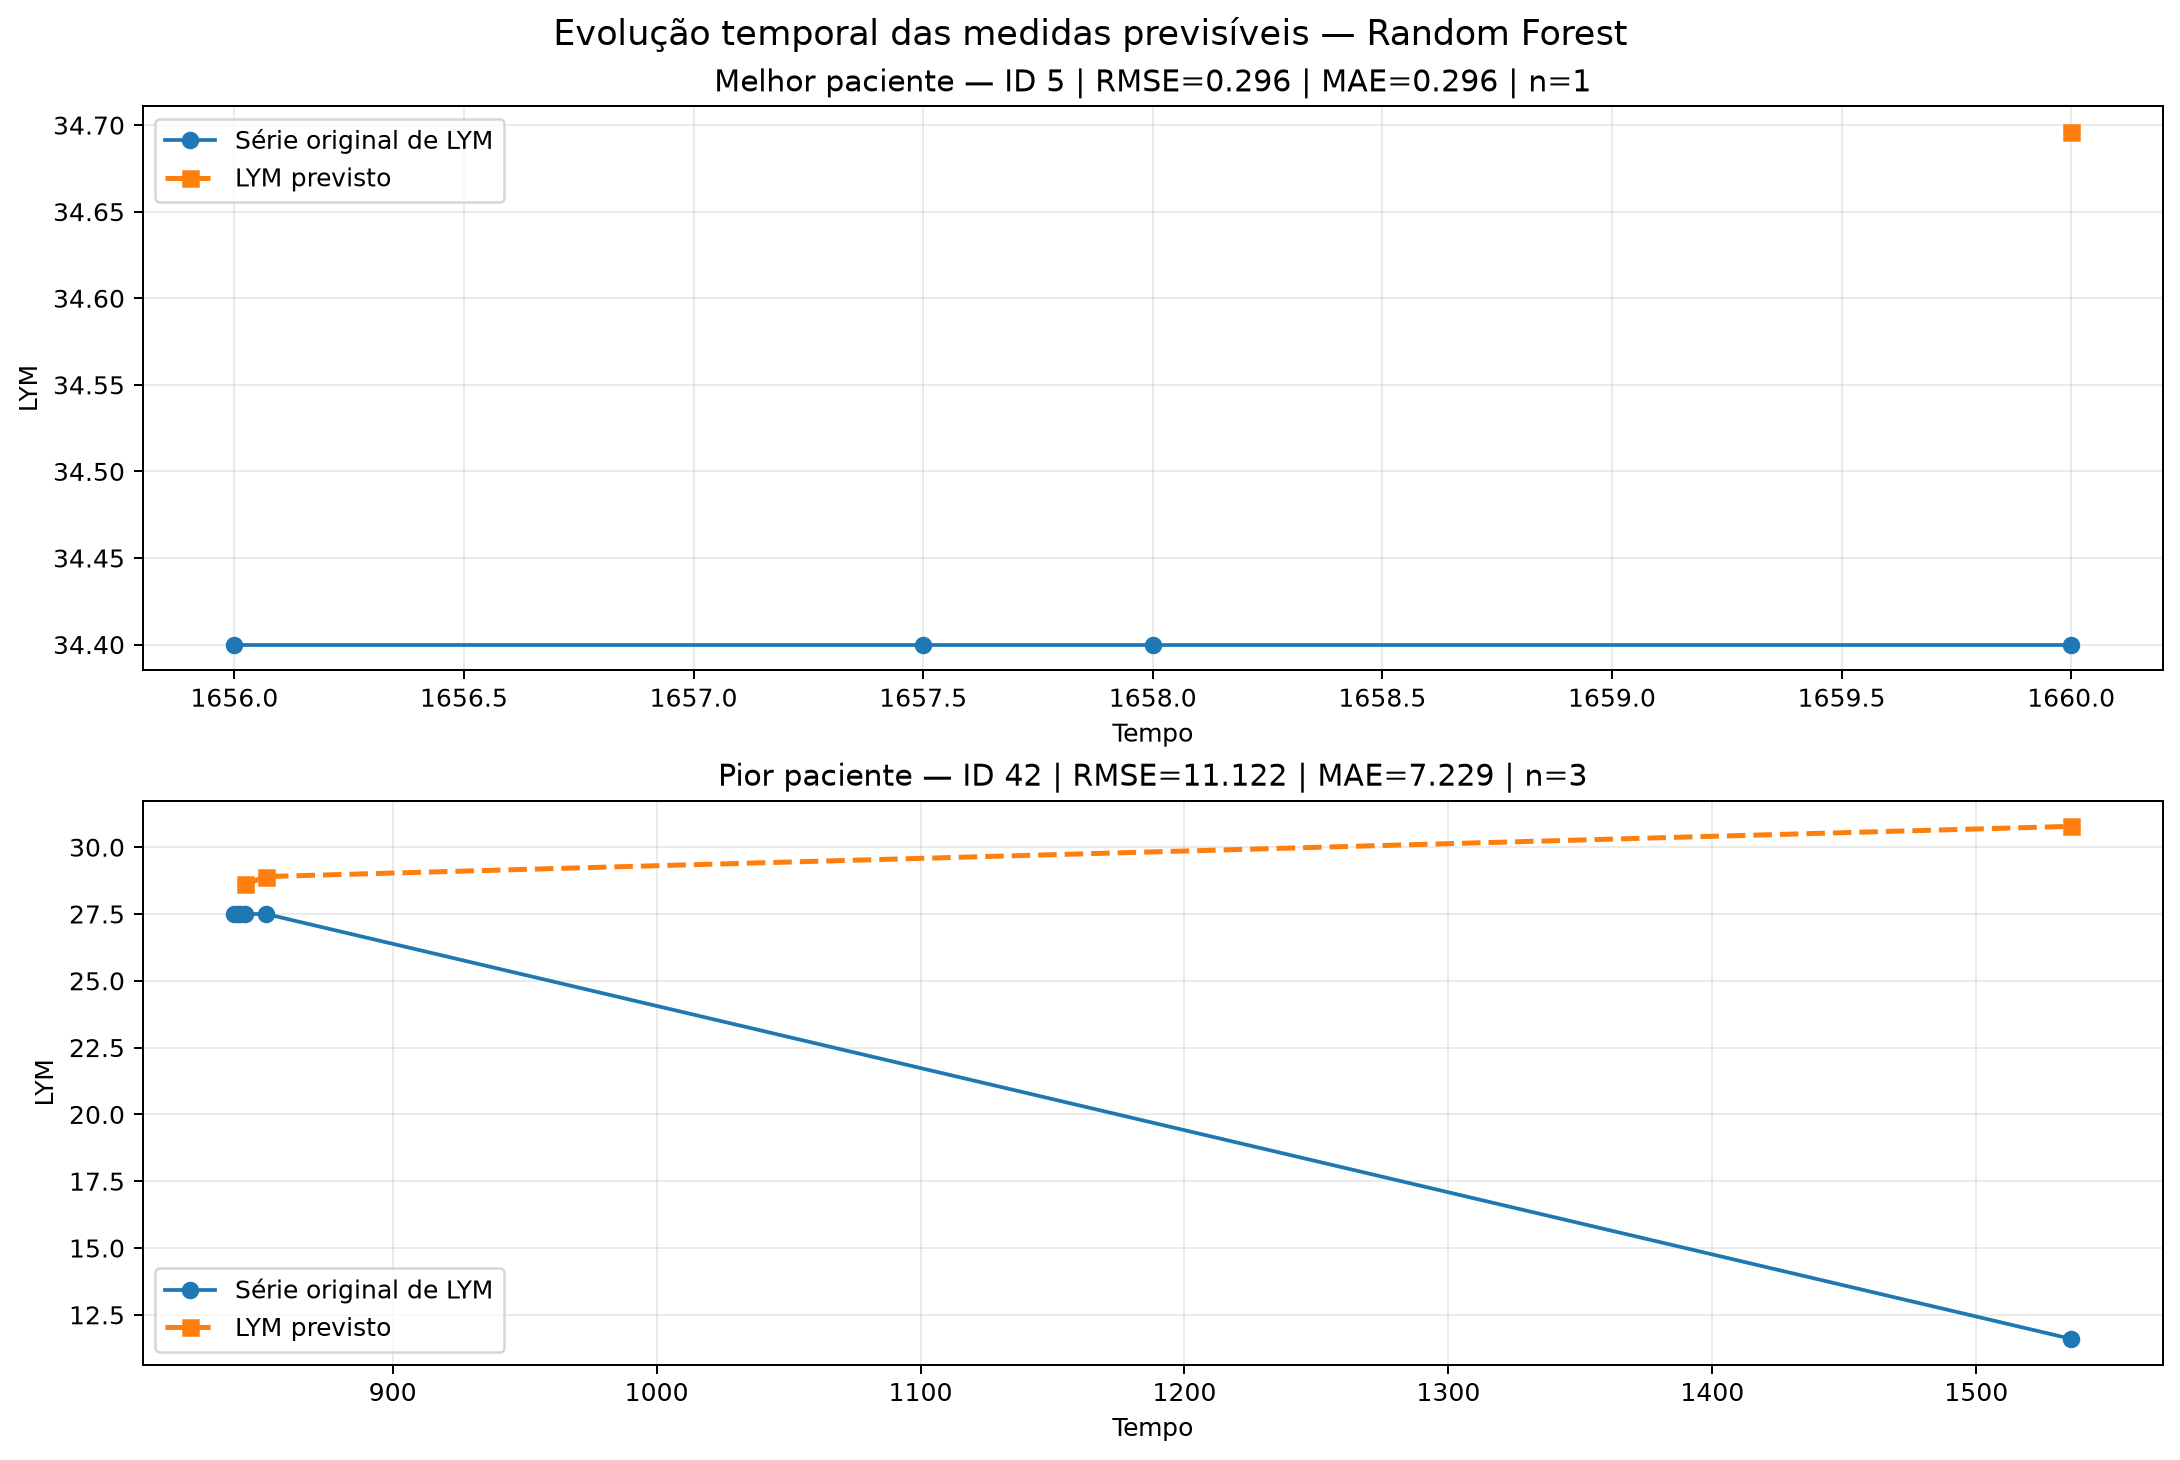 Evolução temporal das medidas previsíveis — Random Forest
Melhor paciente — ID 5 | RMSE=0.296 | MAE=0.296 | n=1
Série original de LYM
LYM previsto
34.70
34.65
34.60
34.55
34.50
34.45
34.40
LYM
1656.0 1656.5 1657.0 1657.5 1658.0 1658.5 1659.0 1659.5 1660.0
Tempo
Pior paciente — ID 42 | RMSE=11.122 | MAE=7.229 | n=3
30.0
27.5
25.0
22.5
20.0
17.5
15.0
12.5
LYM
Série original de LYM
LYM previsto
900 1000 1100 1200 1300 1400 1500
Tempo